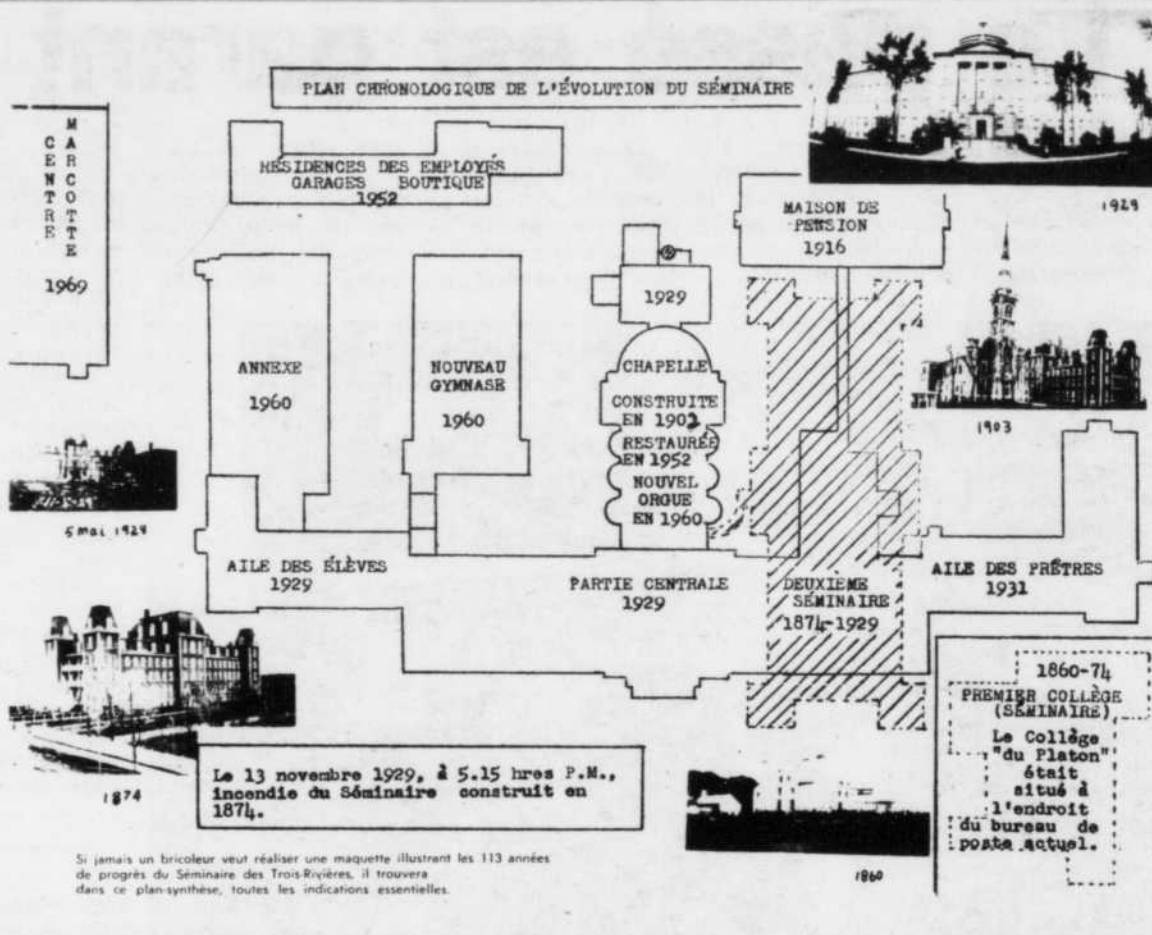 PLAN CHRONOLOGIQUE DE L'ÉVOLUTION DU SÉMINAIRE
1929
CENTRE
MARCOTTE
1969
RÉSIDENCES DES EMPLOYÉS
GARAGES BOUTIQUE
1952
MAISON DE
PENSION
1916
1929
1903
ANNEXE
1960
NOUVEAU
GYMNASE
1960
CHAPELLE
CONSTRUITE
EN 1902
RESTAURÉE
EN 1952
NOUVEL
ORGUE
EN 1960
5 mai 1929
AILE DES ÉLÈVES
1929
PARTIE CENTRALE
1929
DEUXIÈME
SÉMINAIRE
1874-1929
AILE DES PRÊTRES
1931
1874
Le 13 novembre 1929, à 5.15 hres P.M.,
incendie du Séminaire construit en
1874.
1860
1860-74
PREMIER COLLÈGE
(SÉMINAIRE)
Le Collège
"du Platon"
était
situé à
l'endroit
du bureau de
poste actuel.
Si jamais un bricoleur veut réaliser une maquette illustrant les 113 années
de progrès du Séminaire des Trois-Rivières, il trouvera
dans ce plan-synthèse, toutes les indications essentielles.